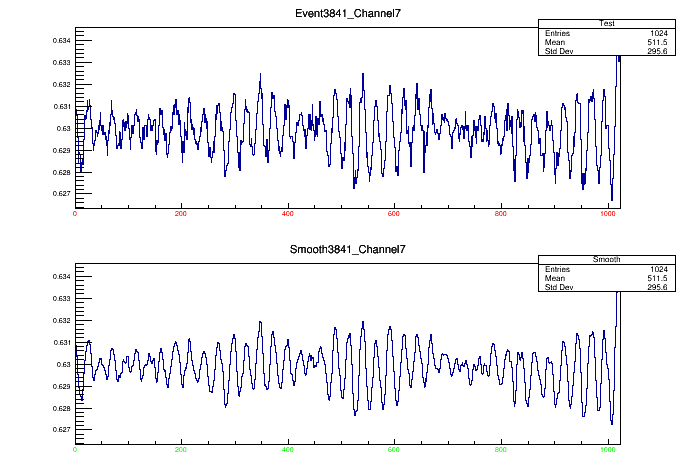 Event3841_Channel7
Test
Entries 1024
Mean 511.5
Std Dev 295.6
0.634
0.633
0.632
0.631
0.63
0.629
0.628
0.627
0 200 400 600 800 1000
Smooth3841_Channel7
Smooth
Entries 1024
Mean 511.5
Std Dev 295.6
0.634
0.633
0.632
0.631
0.63
0.629
0.628
0.627
0 200 400 600 800 1000